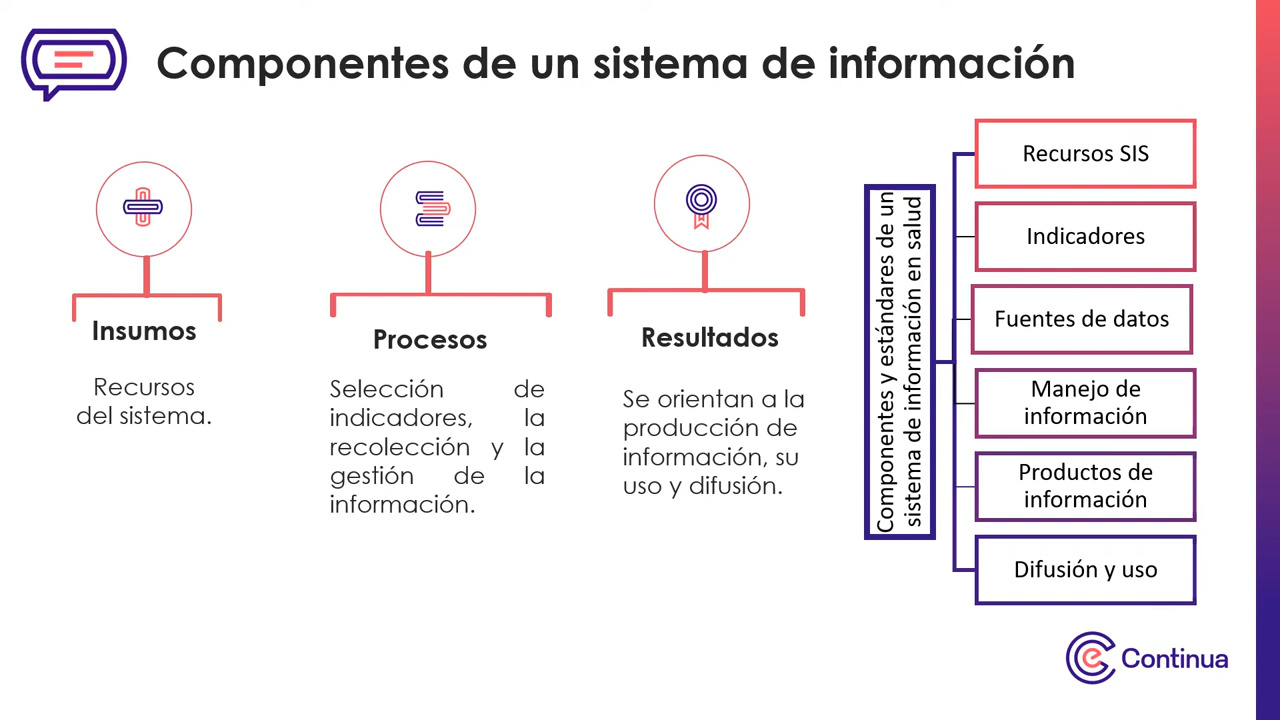 Componentes de un sistema de información
Insumos
Recursos
del sistema.
Procesos
Selección de
indicadores, la
recolección y la
gestión de la
información.
Resultados
Se orientan a la
producción de
información, su
uso y difusión.
Componentes y estándares de un
sistema de información en salud
Recursos SIS
Indicadores
Fuentes de datos
Manejo de
información
Productos de
información
Difusión y uso
e Continua